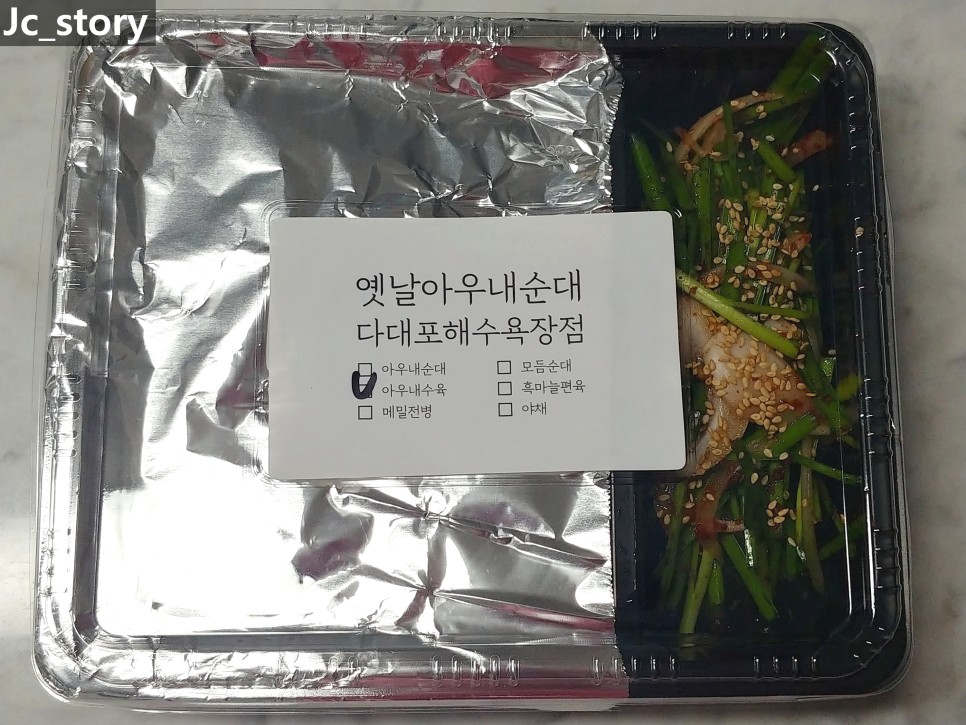 Jc_story
옛날아우내순대
다대포해수욕장점
☐ 아우내순대 ☐ 모듬순대
☐ 아우내수육 ☐ 흑마늘편육
☐ 메밀전병 ☐ 야채